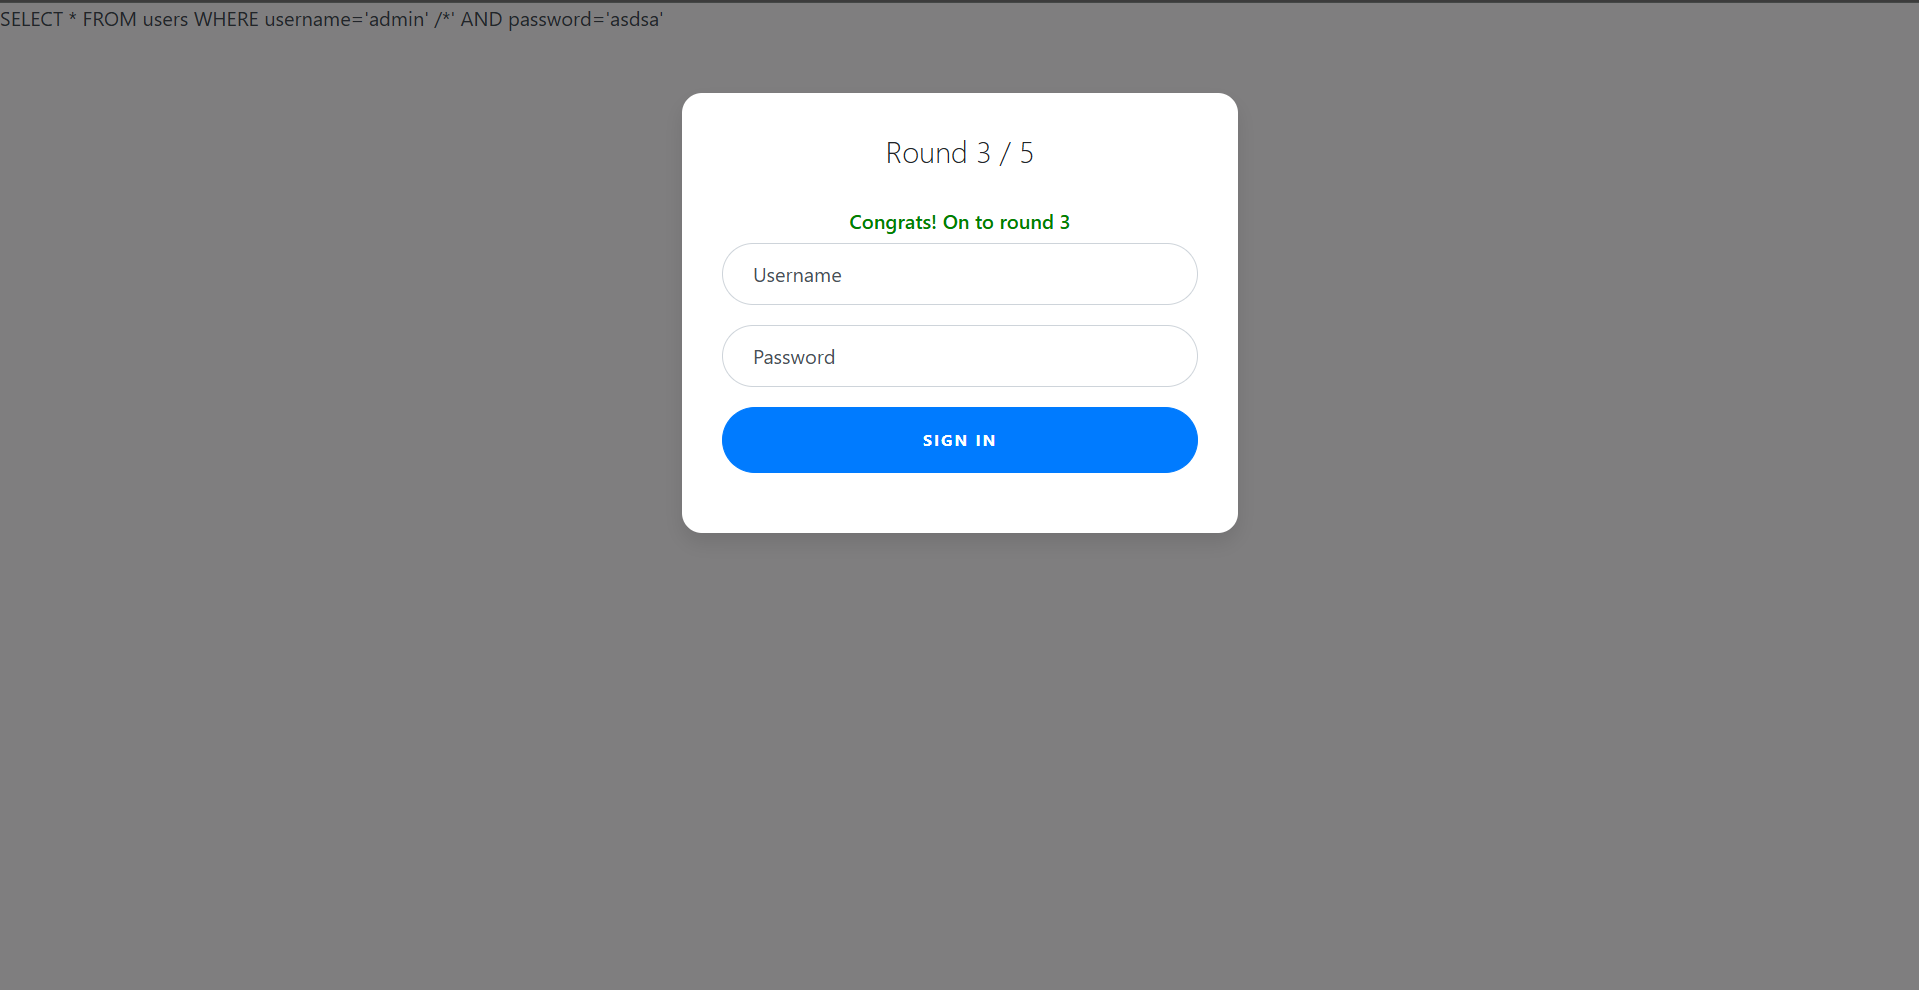 SELECT * FROM users WHERE username='admin' /*' AND password='asdsa'
Round 3 / 5
Congrats! On to round 3
Username
Password
SIGN IN